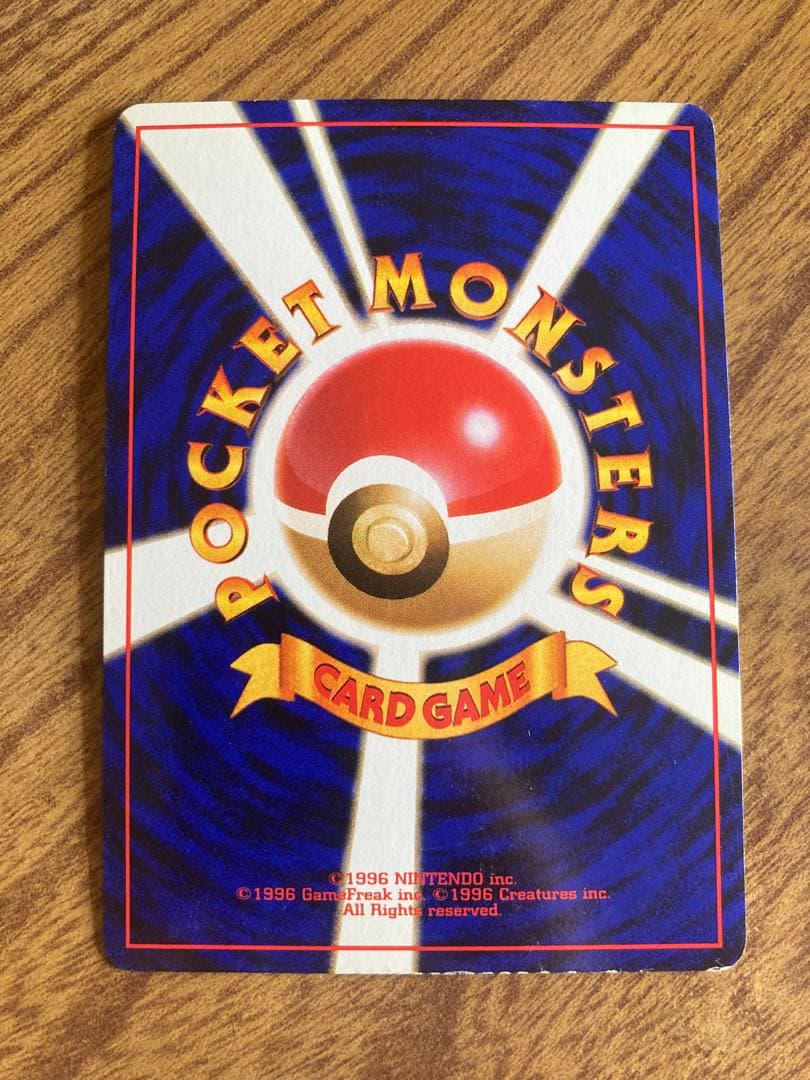 POCKET MONSTERS
CARD GAME
©1996 NINTENDO inc.
©1996 GameFreak inc. ©1996 Creatures inc.
All Rights reserved.